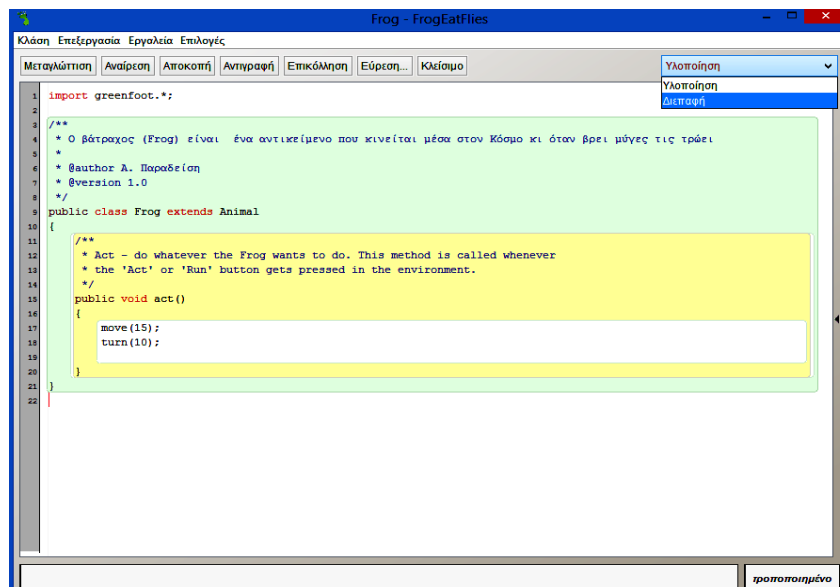 Frog - FrogEatFlies
Κλάση Επεξεργασία Εργαλεία Επιλογές
Μεταγλώττιση Αναίρεση Αποκοπή Αντιγραφή Επικόλληση Εύρεση... Κλείσιμο Υλοποίηση
Υλοποίηση
Διεπαφή
1 import greenfoot.*;
2
3 /**
4 * Ο βάτραχος (Frog) είναι ένα αντικείμενο που κινείται μέσα στον Κόσμο κι όταν βρει μύγες τις τρώει
5 *
6 * @author Α. Παραδείση
7 * @version 1.0
8 */
9 public class Frog extends Animal
10 {
11 /**
12 * Act - do whatever the Frog wants to do. This method is called whenever
13 * the 'Act' or 'Run' button gets pressed in the environment.
14 */
15 public void act()
16 {
17 move(15);
18 turn(10);
19
20 }
21 }
22
τροποποιημένο